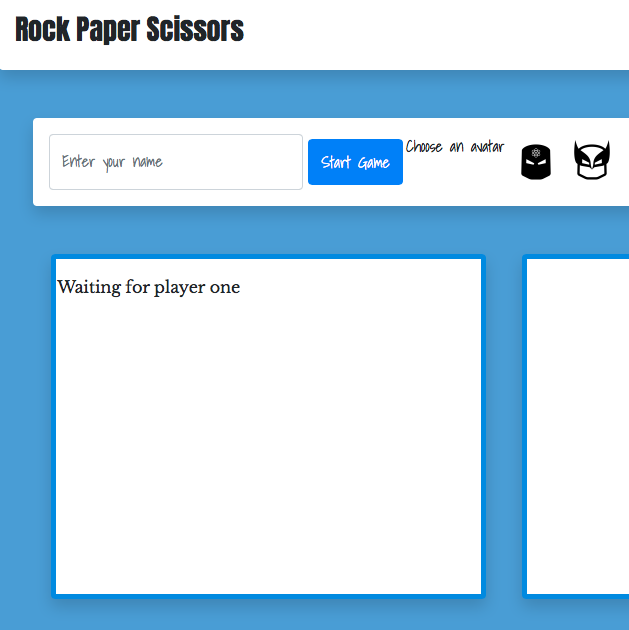 Rock Paper Scissors
Enter your name
Start Game
Choose an avatar
Waiting for player one